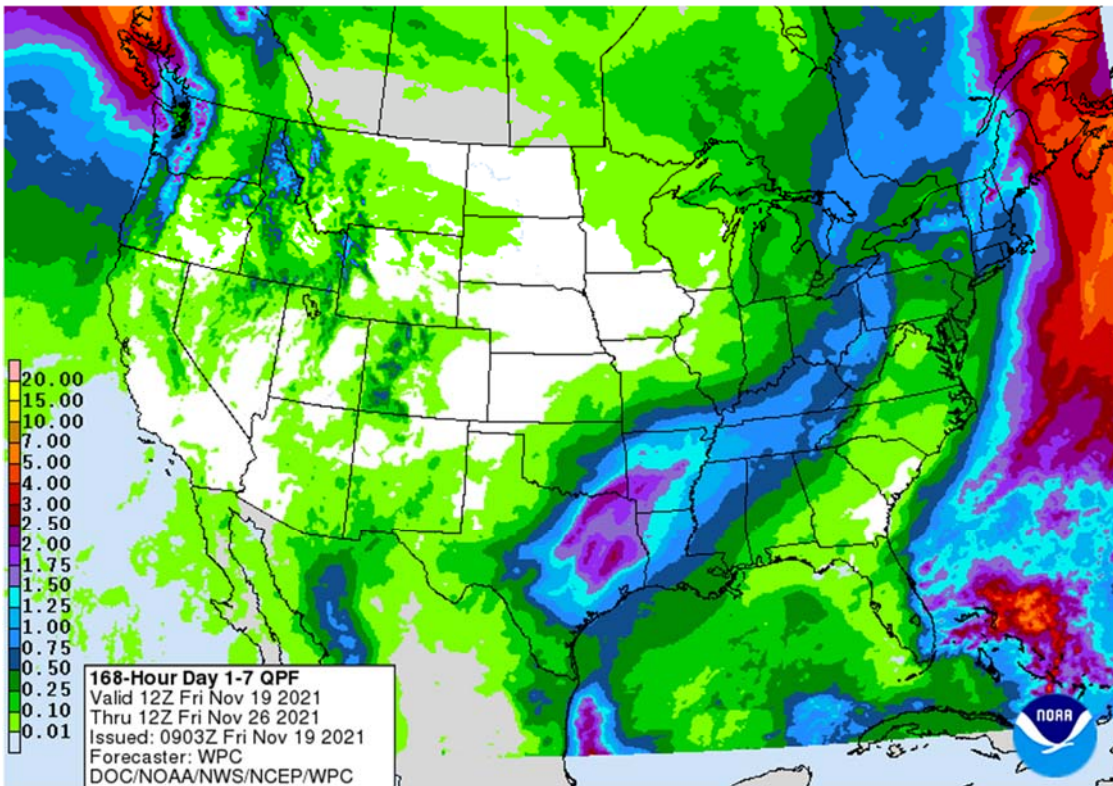 20.00
15.00
10.00
7.00
5.00
4.00
3.00
2.50
2.00
1.75
1.50
1.25
1.00
0.75
0.50
0.25
0.10
0.01
168-Hour Day 1-7 QPF
Valid 12Z Fri Nov 19 2021
Thru 12Z Fri Nov 26 2021
Issued: 0903Z Fri Nov 19 2021
Forecaster: WPC
DOC/NOAA/NWS/NCEP/WPC
NOAA